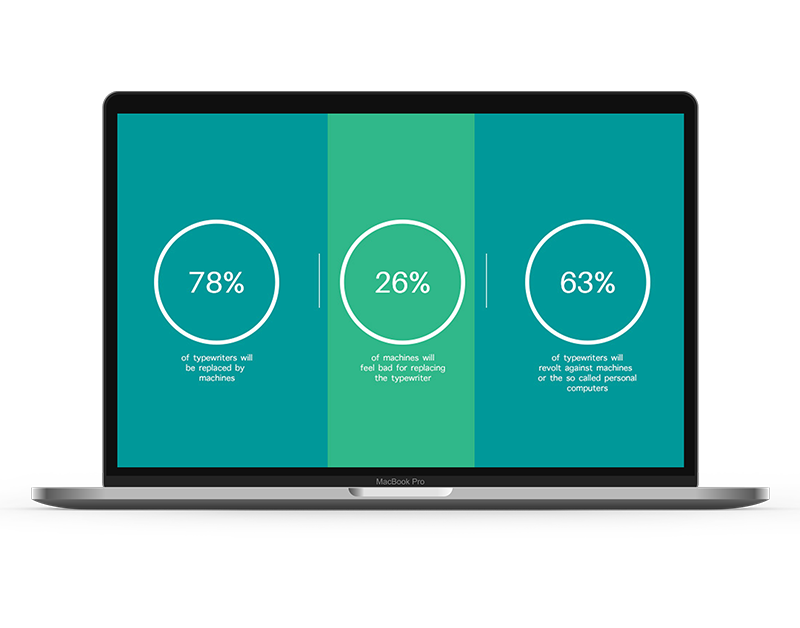 78%
of typewriters will
be replaced by
machines
26%
of machines will
feel bad for replacing
the typewriter
63%
of typewriters will
revolt against machines
or the so called personal
computers
MacBook Pro